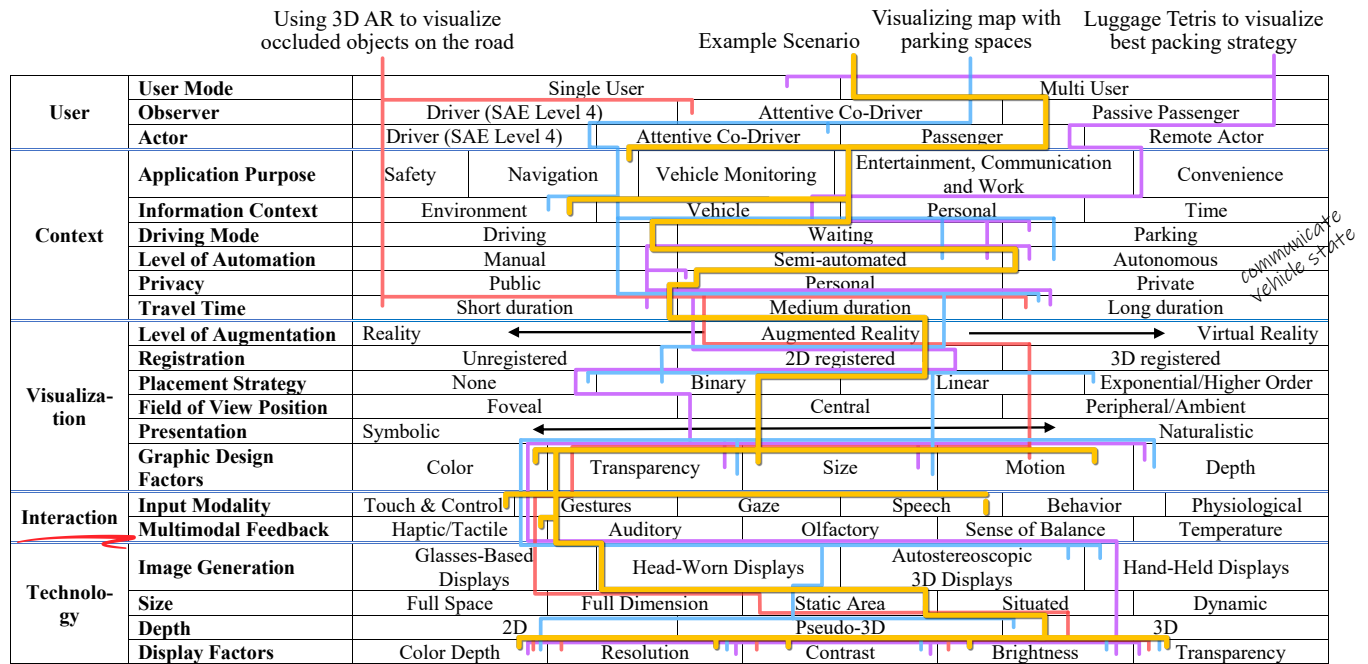 Using 3D AR to visualize
occluded objects on the road
Example Scenario
Visualizing map with
parking spaces
Luggage Tetris to visualize
best packing strategy
User
User Mode Single User Multi User
Observer Driver (SAE Level 4) Attentive Co-Driver Passive Passenger
Actor Driver (SAE Level 4) Attentive Co-Driver Passenger Remote Actor
Context
Application Purpose Safety Navigation Vehicle Monitoring Entertainment, Communication
and Work Convenience
Information Context Environment Vehicle Personal Time
Driving Mode Driving Waiting Parking
Level of Automation Manual Semi-automated Autonomous
Privacy Public Personal Private
Travel Time Short duration Medium duration Long duration
communicate
vehicle state
Visualiza-
tion
Level of Augmentation Reality Augmented Reality Virtual Reality
Registration Unregistered 2D registered 3D registered
Placement Strategy None Binary Linear Exponential/Higher Order
Field of View Position Foveal Central Peripheral/Ambient
Presentation Symbolic Naturalistic
Graphic Design
Factors Color Transparency Size Motion Depth
Interaction
Input Modality Touch & Control Gestures Gaze Speech Behavior Physiological
Multimodal Feedback Haptic/Tactile Auditory Olfactory Sense of Balance Temperature
Technolo-
gy
Image Generation Glasses-Based
Displays Head-Worn Displays Autostereoscopic
3D Displays Hand-Held Displays
Size Full Space Full Dimension Static Area Situated Dynamic
Depth 2D Pseudo-3D 3D
Display Factors Color Depth Resolution Contrast Brightness Transparency